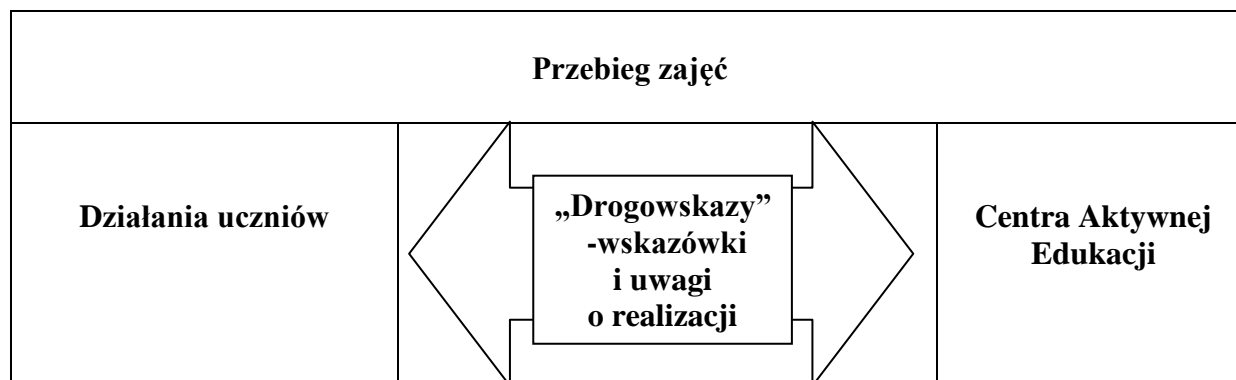 Przebieg zajęć
Działania uczniów
„Drogowskazy”
-wskazówki
i uwagi
o realizacji
Centra Aktywnej
Edukacji